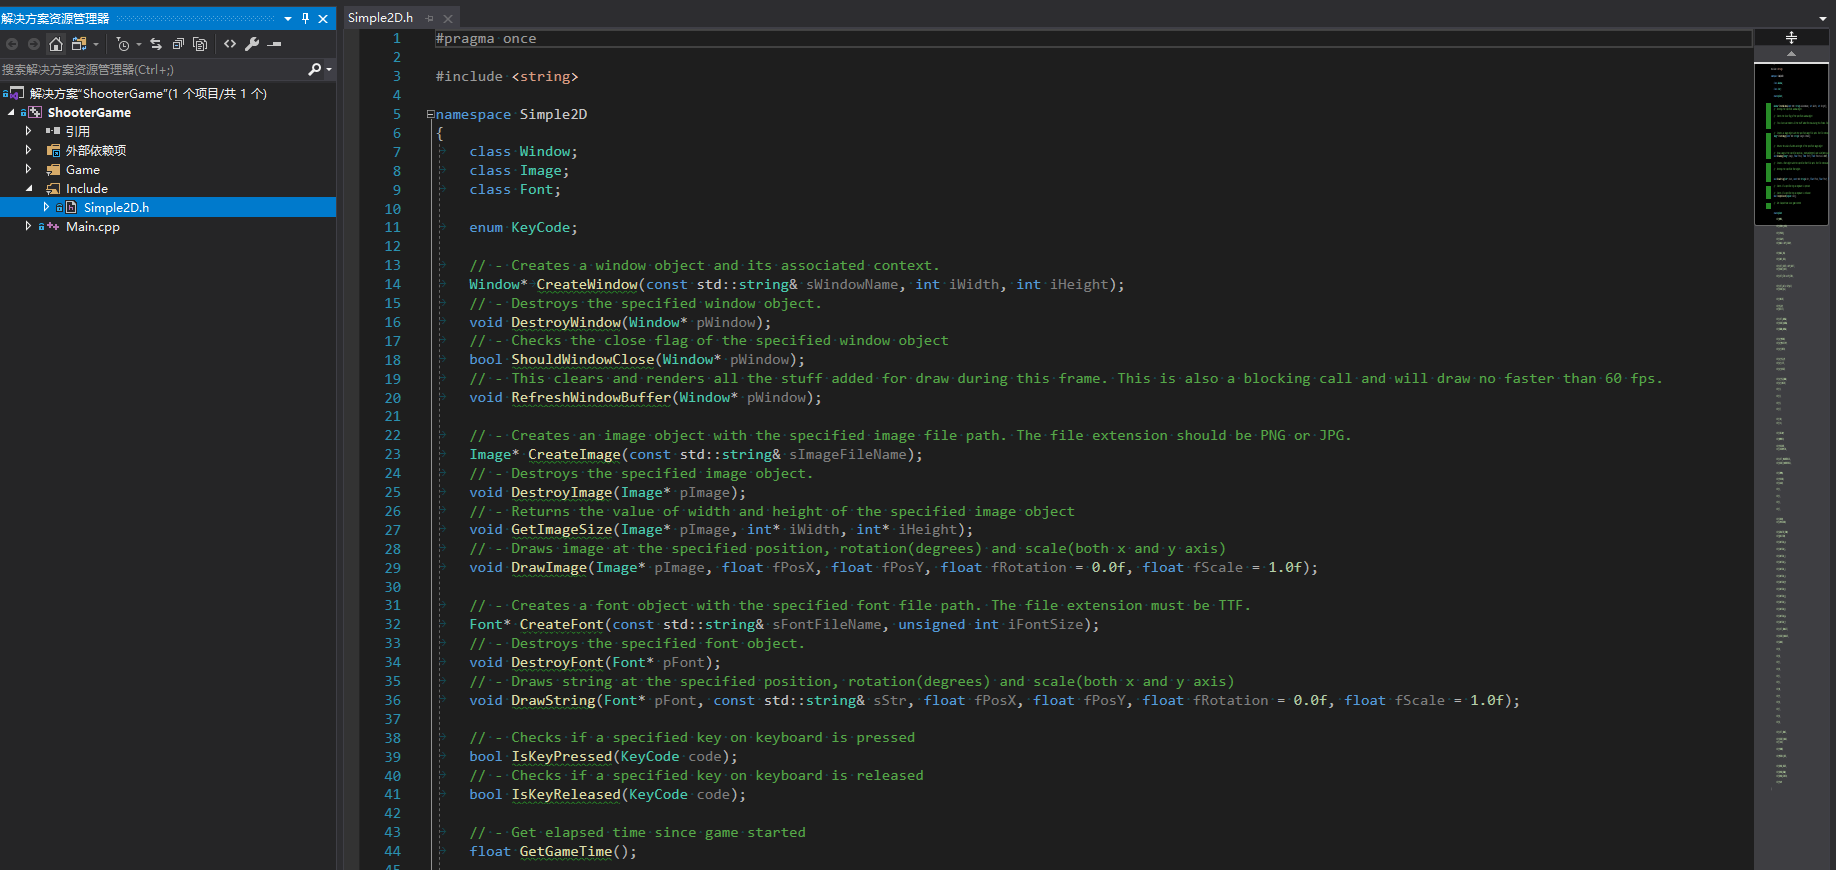 解决方案资源管理器
搜索解决方案资源管理器(Ctrl+;)
解决方案"ShooterGame"(1 个项目/共 1 个)
ShooterGame
引用
外部依赖项
Game
Include
Simple2D.h
Main.cpp
Simple2D.h
1 #pragma once
2
3 #include <string>
4
5 namespace Simple2D
6 {
7 class Window;
8 class Image;
9 class Font;
10
11 enum KeyCode;
12
13 // - Creates a window object and its associated context.
14 Window* CreateWindow(const std::string& sWindowName, int iWidth, int iHeight);
15 // - Destroys the specified window object.
16 void DestroyWindow(Window* pWindow);
17 // - Checks the close flag of the specified window object
18 bool ShouldWindowClose(Window* pWindow);
19 // - This clears and renders all the stuff added for draw during this frame. This is also a blocking call and will draw no faster than 60 fps.
20 void RefreshWindowBuffer(Window* pWindow);
21
22 // - Creates an image object with the specified image file path. The file extension should be PNG or JPG.
23 Image* CreateImage(const std::string& sImageFileName);
24 // - Destroys the specified image object.
25 void DestroyImage(Image* pImage);
26 // - Returns the value of width and height of the specified image object
27 void GetImageSize(Image* pImage, int* iWidth, int* iHeight);
28 // - Draws image at the specified position, rotation(degrees) and scale(both x and y axis)
29 void DrawImage(Image* pImage, float fPosX, float fPosY, float fRotation = 0.0f, float fScale = 1.0f);
30
31 // - Creates a font object with the specified font file path. The file extension must be TTF.
32 Font* CreateFont(const std::string& sFontFileName, unsigned int iFontSize);
33 // - Destroys the specified font object.
34 void DestroyFont(Font* pFont);
35 // - Draws string at the specified position, rotation(degrees) and scale(both x and y axis)
36 void DrawString(Font* pFont, const std::string& sStr, float fPosX, float fPosY, float fRotation = 0.0f, float fScale = 1.0f);
37
38 // - Checks if a specified key on keyboard is pressed
39 bool IsKeyPressed(KeyCode code);
40 // - Checks if a specified key on keyboard is released
41 bool IsKeyReleased(KeyCode code);
42
43 // - Get elapsed time since game started
44 float GetGameTime();
45